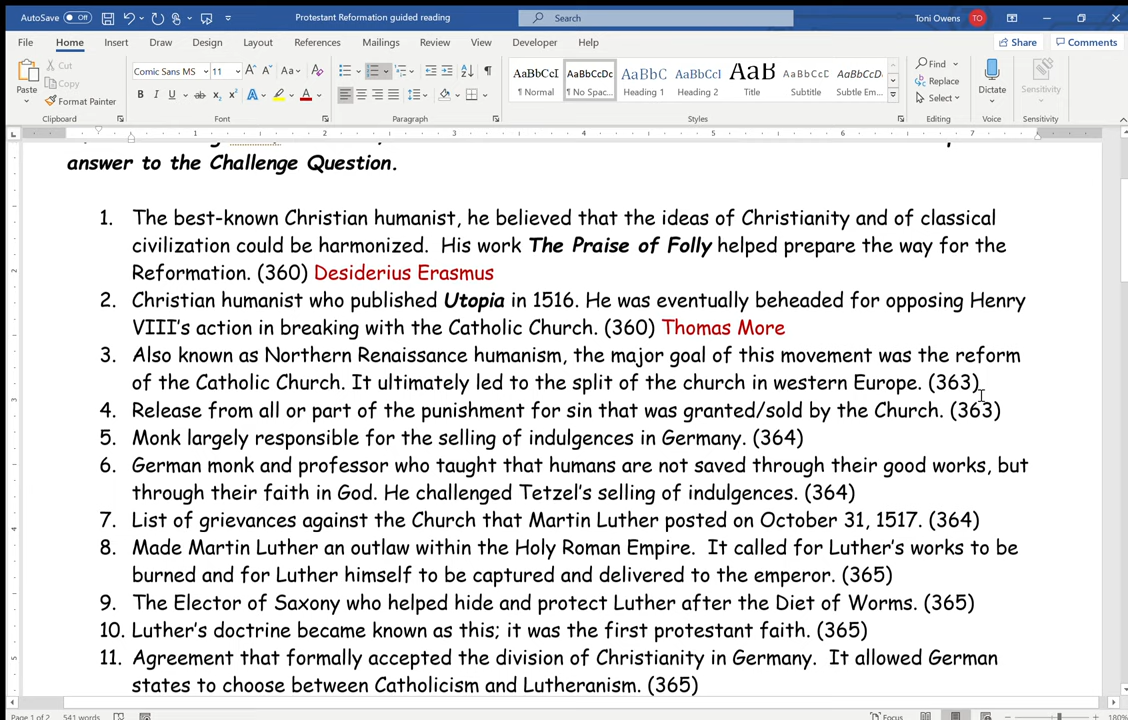 AutoSave Off
Protestant Reformation guided reading
Search
Toni Owens TO
File Home Insert Draw Design Layout References Mailings Review View Developer Help
Share Comments
Paste
Cut
Copy
Format Painter
Comic Sans MS 11
AaBbCcI AaBbCcDc AaBbC AaBbCcI AaB AaBbCcD AaBbCcD
¶ Normal ¶ No Spac... Heading 1 Heading 2 Title Subtitle Subtle Em...
Find
Replace
Select
Dictate
Sensitivity
Clipboard Font Paragraph Styles Editing Voice Sensitivity
1 2 3 4 5 6 7
answer to the Challenge Question.
1. The best-known Christian humanist, he believed that the ideas of Christianity and of classical
civilization could be harmonized. His work The Praise of Folly helped prepare the way for the
Reformation. (360) Desiderius Erasmus
2. Christian humanist who published Utopia in 1516. He was eventually beheaded for opposing Henry
VIII's action in breaking with the Catholic Church. (360) Thomas More
3. Also known as Northern Renaissance humanism, the major goal of this movement was the reform
of the Catholic Church. It ultimately led to the split of the church in western Europe. (363)
4. Release from all or part of the punishment for sin that was granted/sold by the Church. (363)
5. Monk largely responsible for the selling of indulgences in Germany. (364)
6. German monk and professor who taught that humans are not saved through their good works, but
through their faith in God. He challenged Tetzel's selling of indulgences. (364)
7. List of grievances against the Church that Martin Luther posted on October 31, 1517. (364)
8. Made Martin Luther an outlaw within the Holy Roman Empire. It called for Luther's works to be
burned and for Luther himself to be captured and delivered to the emperor. (365)
9. The Elector of Saxony who helped hide and protect Luther after the Diet of Worms. (365)
10. Luther's doctrine became known as this; it was the first protestant faith. (365)
11. Agreement that formally accepted the division of Christianity in Germany. It allowed German
states to choose between Catholicism and Lutheranism. (365)
Page 1 of 2 541 words
Focus
180%